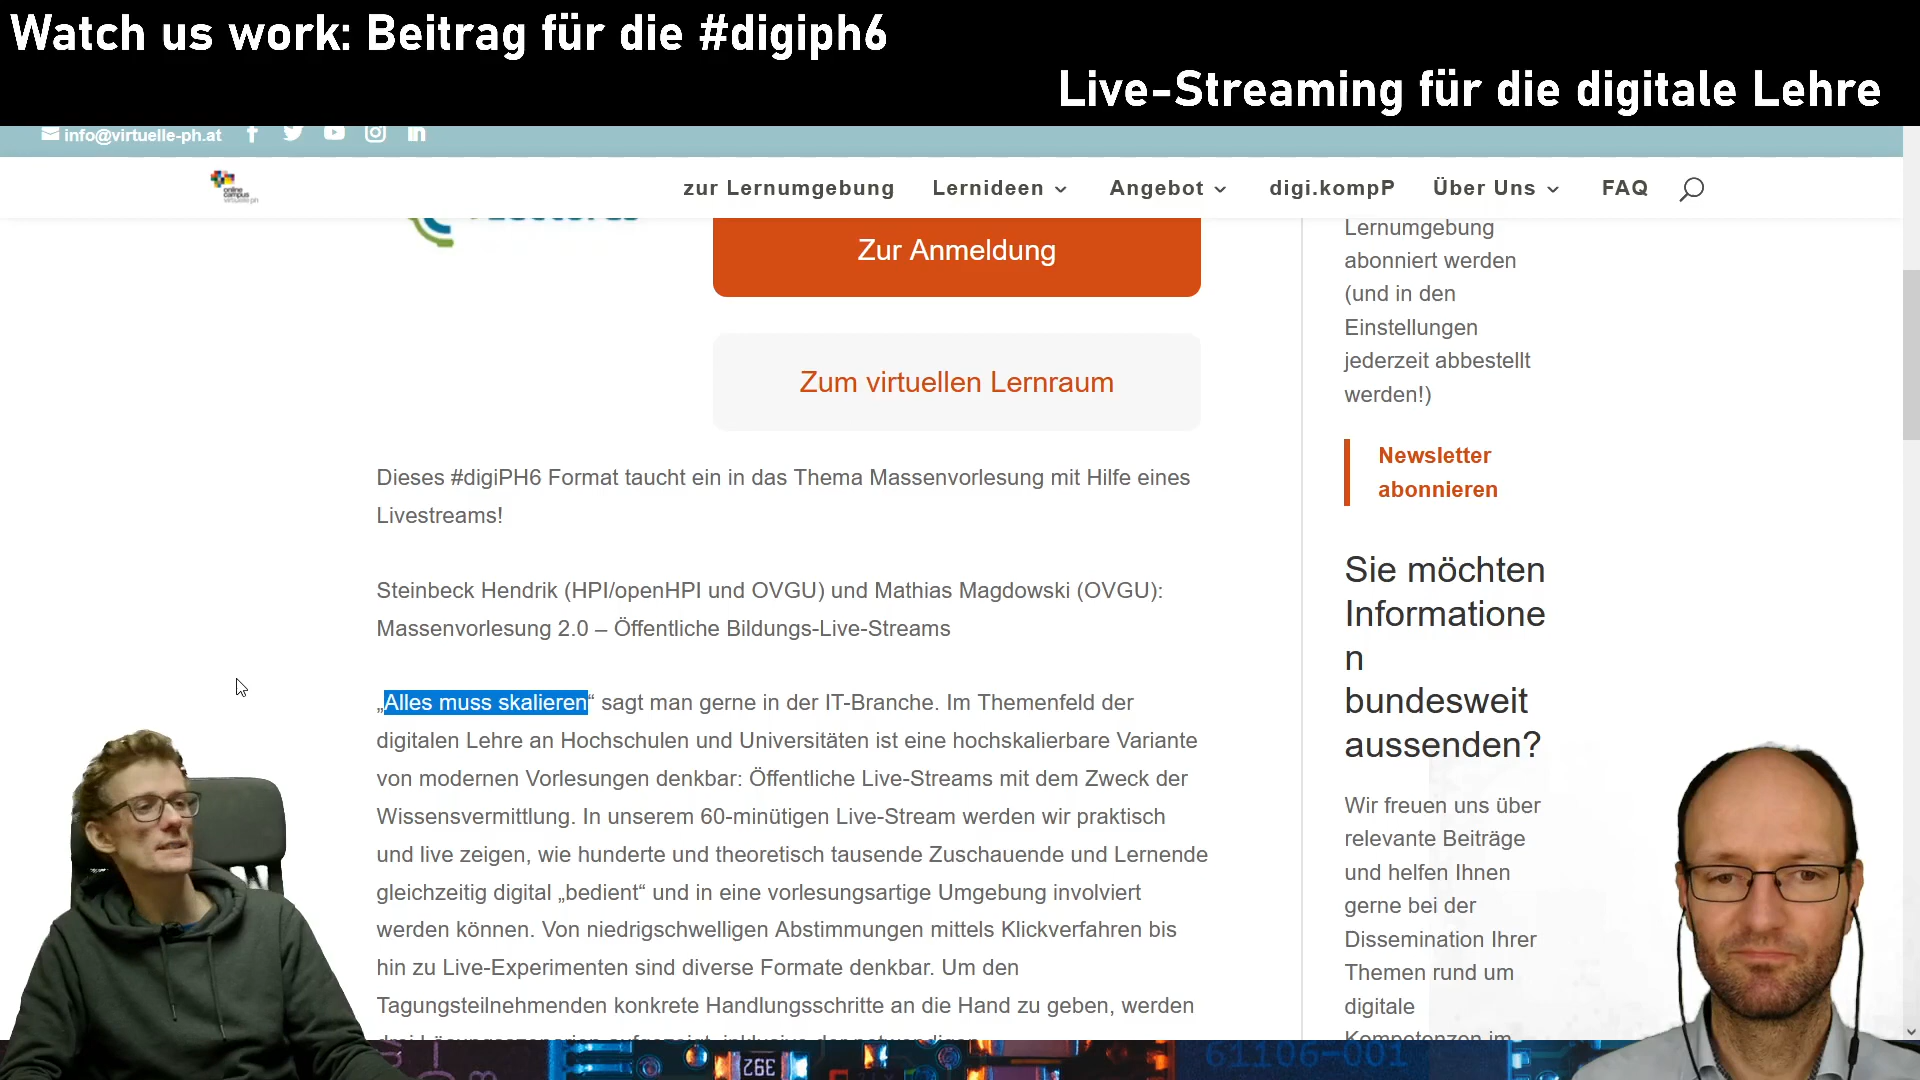 Watch us work: Beitrag für die #digiph6
Live-Streaming für die digitale Lehre
info@virtuelle-ph.at
online
campus
virtuelle ph
zur Lernumgebung
Lernideen
Angebot
digi.kompP
Über Uns
FAQ
Zur Anmeldung
Zum virtuellen Lernraum
Dieses #digiPH6 Format taucht ein in das Thema Massenvorlesung mit Hilfe eines
Livestreams!
Steinbeck Hendrik (HPI/openHPI und OVGU) und Mathias Magdowski (OVGU):
Massenvorlesung 2.0 – Öffentliche Bildungs-Live-Streams
„Alles muss skalieren“ sagt man gerne in der IT-Branche. Im Themenfeld der
digitalen Lehre an Hochschulen und Universitäten ist eine hochskalierbare Variante
von modernen Vorlesungen denkbar: Öffentliche Live-Streams mit dem Zweck der
Wissensvermittlung. In unserem 60-minütigen Live-Stream werden wir praktisch
und live zeigen, wie hunderte und theoretisch tausende Zuschauende und Lernende
gleichzeitig digital „bedient“ und in eine vorlesungsartige Umgebung involviert
werden können. Von niedrigschwelligen Abstimmungen mittels Klickverfahren bis
hin zu Live-Experimenten sind diverse Formate denkbar. Um den
Tagungsteilnehmenden konkrete Handlungsschritte an die Hand zu geben, werden
Lernumgebung
abonniert werden
(und in den
Einstellungen
jederzeit abbestellt
werden!)
Newsletter
abonnieren
Sie möchten
Informatione
n
bundesweit
aussenden?
Wir freuen uns über
relevante Beiträge
und helfen Ihnen
gerne bei der
Dissemination Ihrer
Themen rund um
digitale
Kompetenzen im
392
61106-001